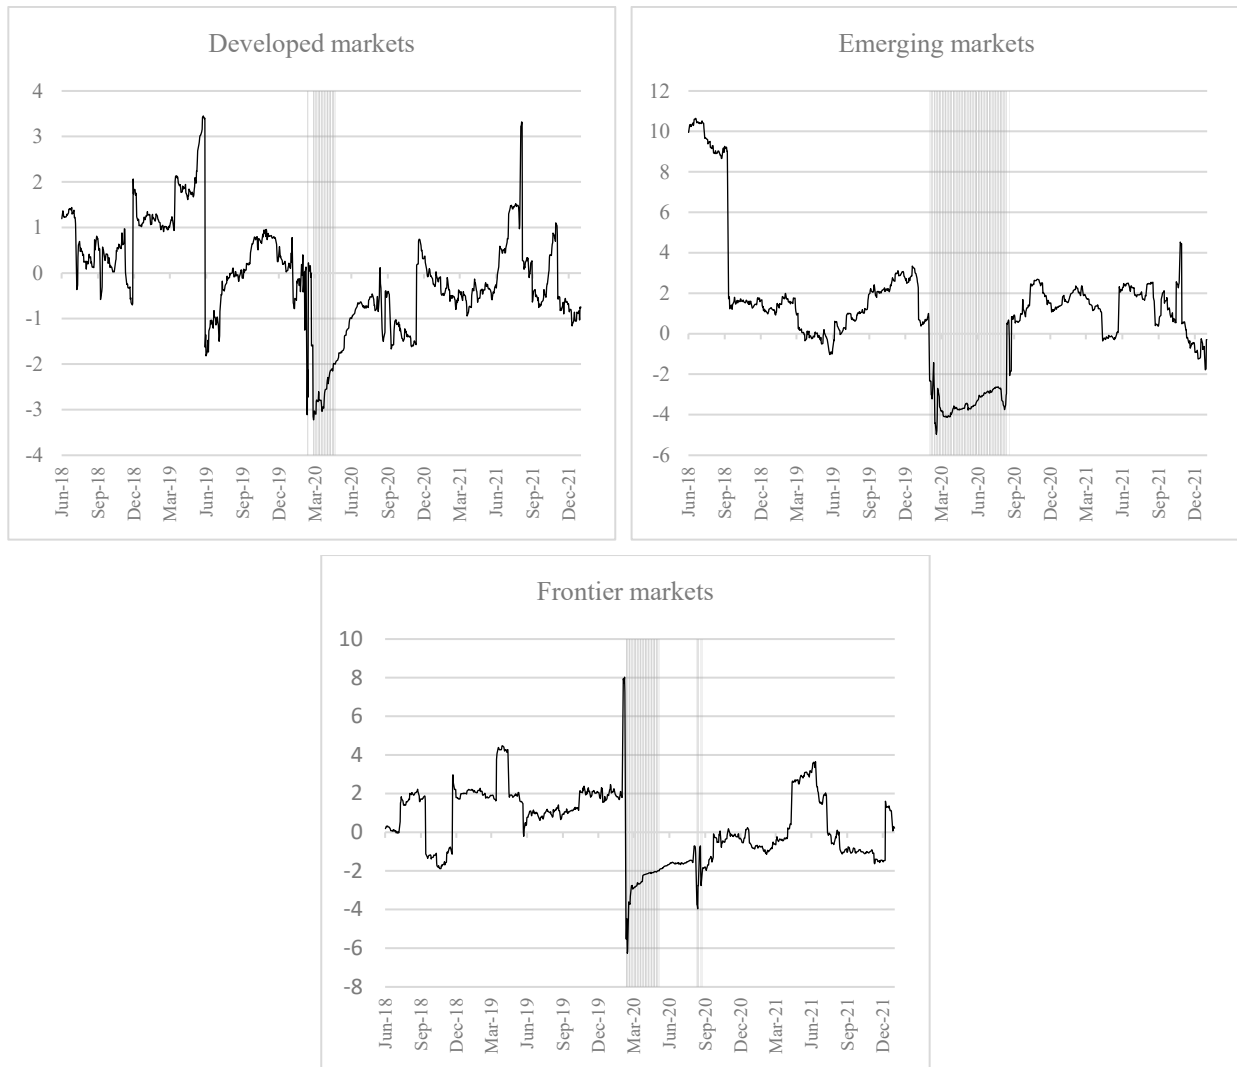 Developed markets
4
3
2
1
0
-1
-2
-3
-4
Jun-18
Sep-18
Dec-18
Mar-19
Jun-19
Sep-19
Dec-19
Mar-20
Jun-20
Sep-20
Dec-20
Mar-21
Jun-21
Sep-21
Dec-21
Emerging markets
12
10
8
6
4
2
0
-2
-4
-6
Jun-18
Sep-18
Dec-18
Mar-19
Jun-19
Sep-19
Dec-19
Mar-20
Jun-20
Sep-20
Dec-20
Mar-21
Jun-21
Sep-21
Dec-21
Frontier markets
10
8
6
4
2
0
-2
-4
-6
-8
Jun-18
Sep-18
Dec-18
Mar-19
Jun-19
Sep-19
Dec-19
Mar-20
Jun-20
Sep-20
Dec-20
Mar-21
Jun-21
Sep-21
Dec-21